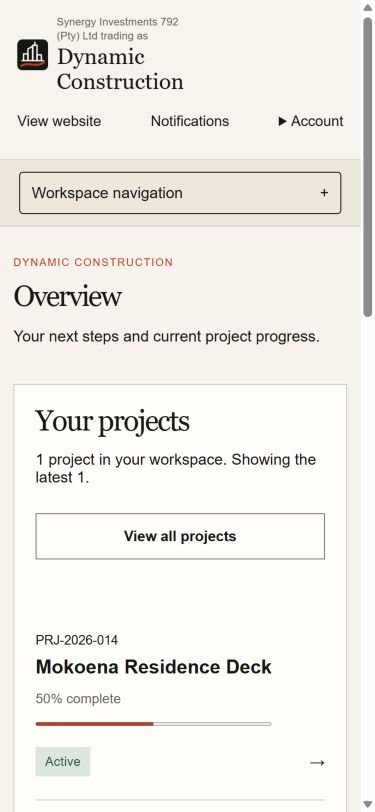 Synergy Investments 792
(Pty) Ltd trading as
Dynamic
Construction
View website Notifications ▶ Account
Workspace navigation +
DYNAMIC CONSTRUCTION
Overview
Your next steps and current project progress.
Your projects
1 project in your workspace. Showing the
latest 1.
View all projects
PRJ-2026-014
Mokoena Residence Deck
50% complete
Active →